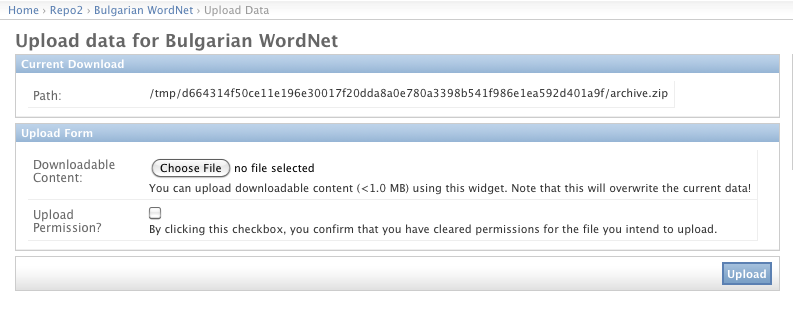 Home › Repo2 › Bulgarian WordNet › Upload Data
Upload data for Bulgarian WordNet
Current Download
Path: /tmp/d664314f50ce11e196e30017f20dda8a0e780a3398b541f986e1ea592d401a9f/archive.zip
Upload Form
Downloadable Content:
Choose File no file selected
You can upload downloadable content (<1.0 MB) using this widget. Note that this will overwrite the current data!
Upload
Permission?
By clicking this checkbox, you confirm that you have cleared permissions for the file you intend to upload.
Upload